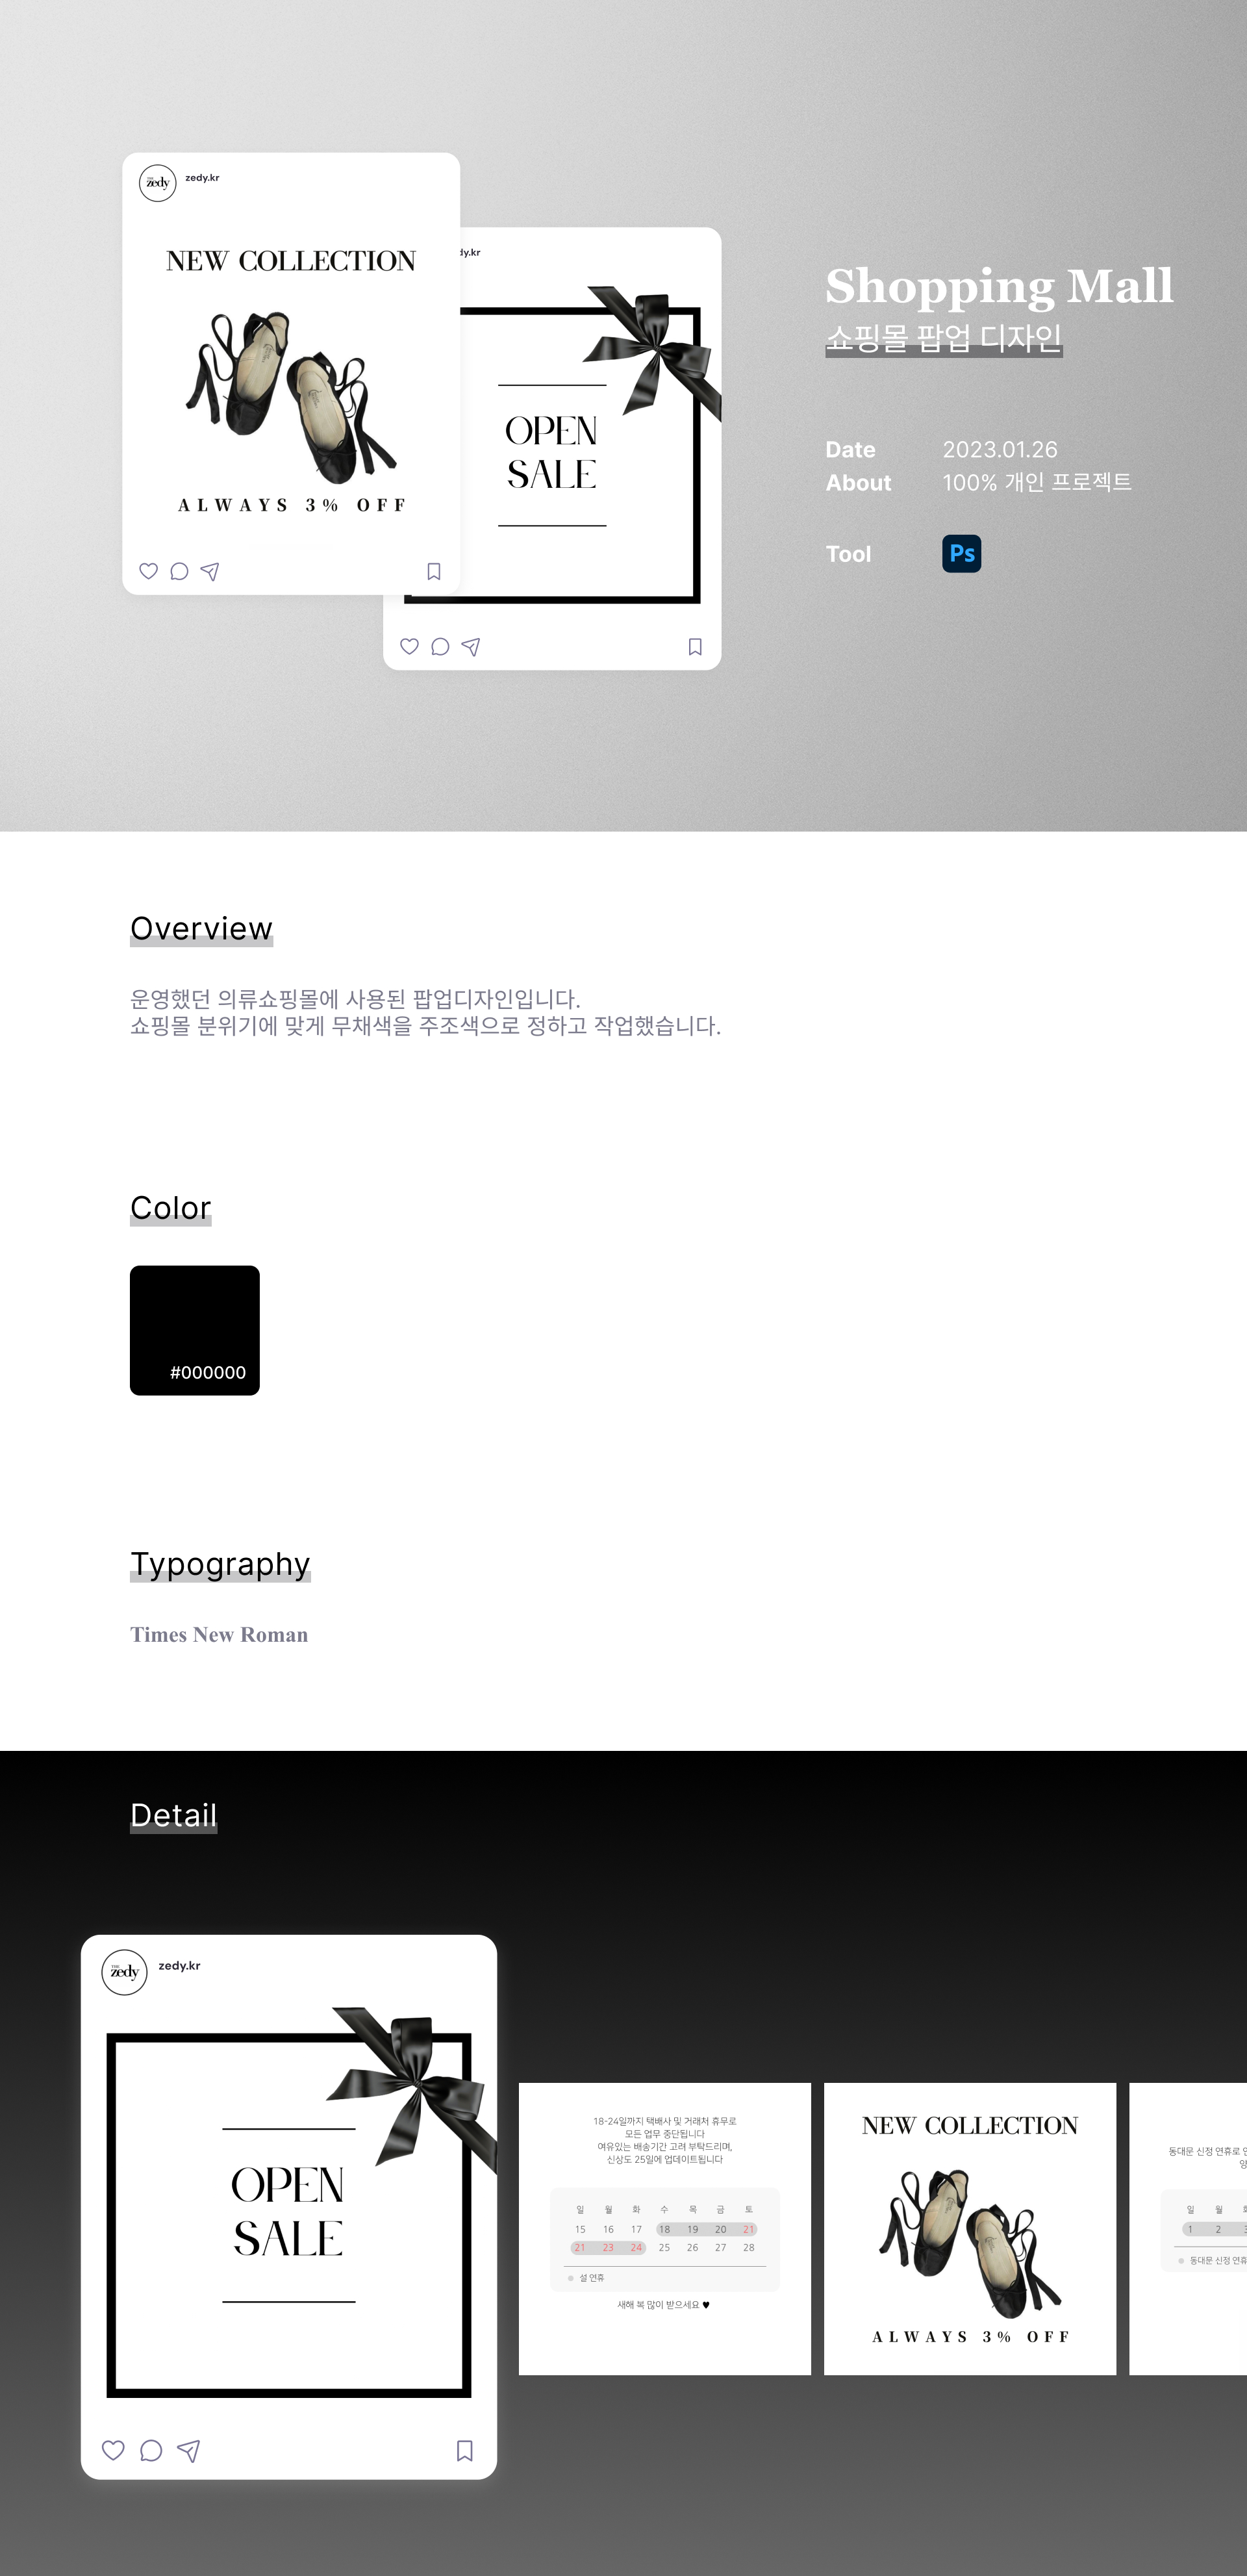 THE
zedy
zedy.kr
NEW COLLECTION
ALWAYS 3% OFF
dy.kr
OPEN
SALE
Shopping Mall
쇼핑몰 팝업 디자인
Date 2023.01.26
About 100% 개인 프로젝트
Tool Ps
Overview
운영했던 의류쇼핑몰에 사용된 팝업디자인입니다.
쇼핑몰 분위기에 맞게 무채색을 주조색으로 정하고 작업했습니다.
Color
#000000
Typography
Times New Roman
Detail
THE
zedy
zedy.kr
OPEN
SALE
18-24일까지 택배사 및 거래처 휴무로
모든 업무 중단됩니다
여유있는 배송기간 고려 부탁드리며,
신상도 25일에 업데이트됩니다
일 월 화 수 목 금 토
15 16 17 18 19 20 21
21 23 24 25 26 27 28
설 연휴
새해 복 많이 받으세요 ♥
NEW COLLECTION
ALWAYS 3% OFF
동대문 신정 연휴로
일 월
1 2
동대문 신정 연휴